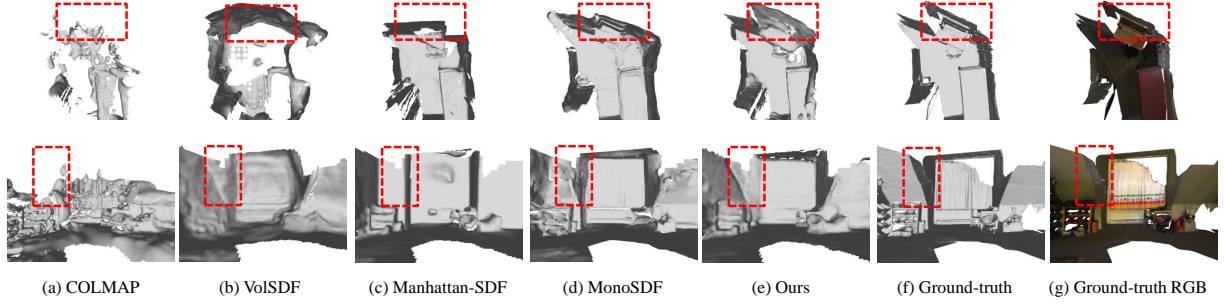 (a) COLMAP (b) VolSDF (c) Manhattan-SDF (d) MonoSDF (e) Ours (f) Ground-truth (g) Ground-truth RGB